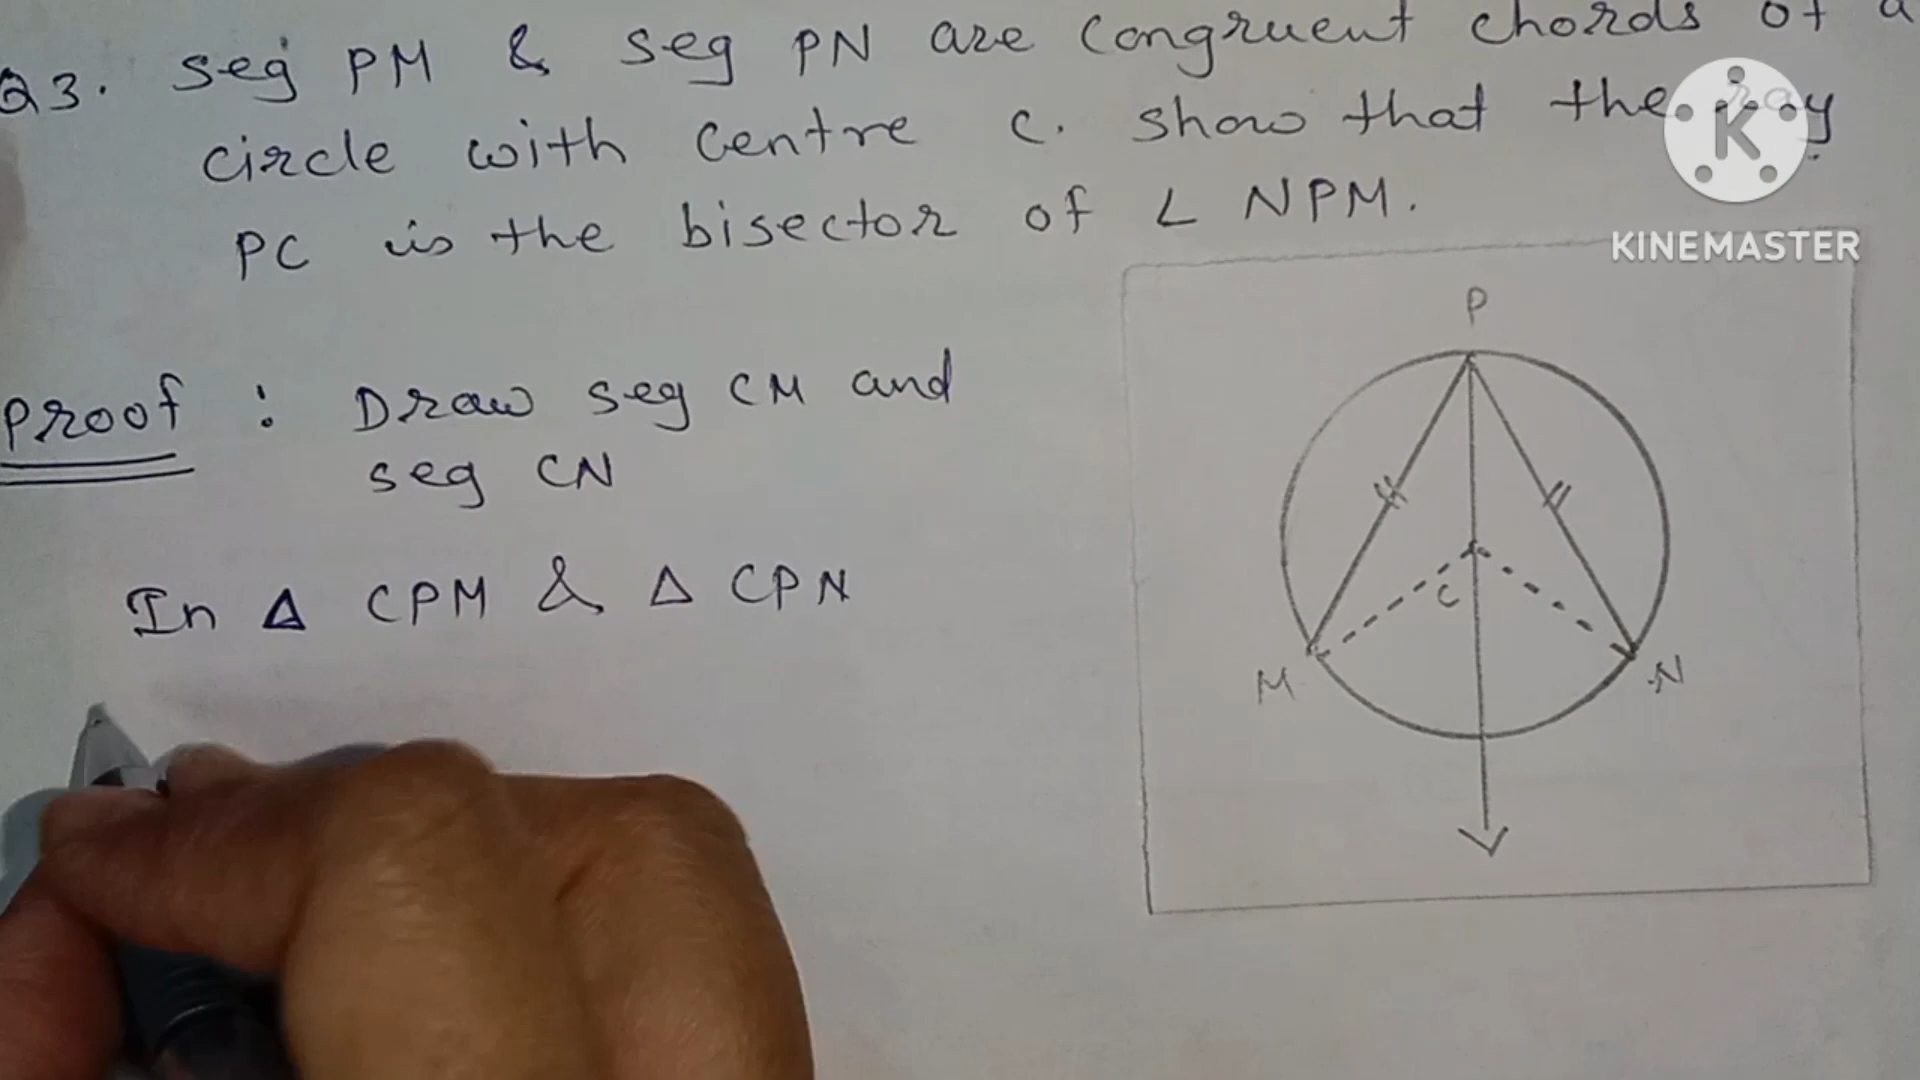 Q3. seg PM & seg PN are congruent chords of a
circle with centre C. show that the ray
PC is the bisector of ∠ NPM.
KINEMASTER
P
Proof : Draw seg CM and
seg CN
In Δ CPM & Δ CPN
C
M
N